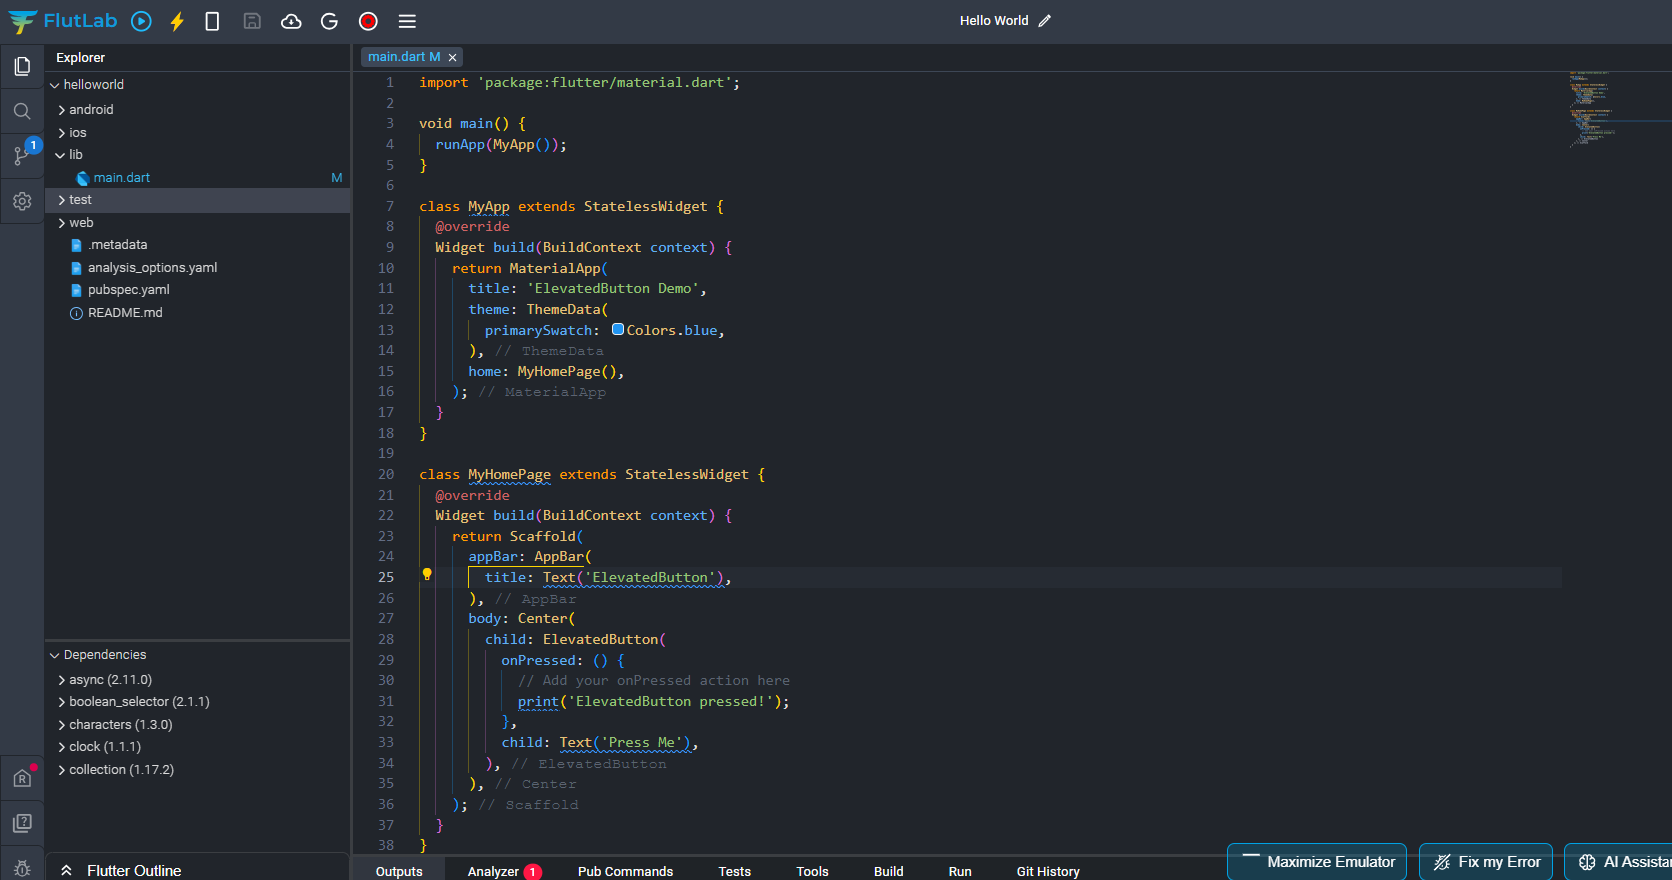 FlutLab
Hello World
Explorer
helloworld
android
ios
1
lib
main.dart M
test
web
.metadata
analysis_options.yaml
pubspec.yaml
README.md
Dependencies
async (2.11.0)
boolean_selector (2.1.1)
characters (1.3.0)
clock (1.1.1)
collection (1.17.2)
Flutter Outline
main.dart M
1 import 'package:flutter/material.dart';
2
3 void main() {
4 runApp(MyApp());
5 }
6
7 class MyApp extends StatelessWidget {
8 @override
9 Widget build(BuildContext context) {
10 return MaterialApp(
11 title: 'ElevatedButton Demo',
12 theme: ThemeData(
13 primarySwatch: Colors.blue,
14 ), // ThemeData
15 home: MyHomePage(),
16 ); // MaterialApp
17 }
18 }
19
20 class MyHomePage extends StatelessWidget {
21 @override
22 Widget build(BuildContext context) {
23 return Scaffold(
24 appBar: AppBar(
25 title: Text('ElevatedButton'),
26 ), // AppBar
27 body: Center(
28 child: ElevatedButton(
29 onPressed: () {
30 // Add your onPressed action here
31 print('ElevatedButton pressed!');
32 },
33 child: Text('Press Me'),
34 ), // ElevatedButton
35 ), // Center
36 ); // Scaffold
37 }
38 }
Maximize Emulator
Fix my Error
AI Assista
Outputs Analyzer 1 Pub Commands Tests Tools Build Run Git History